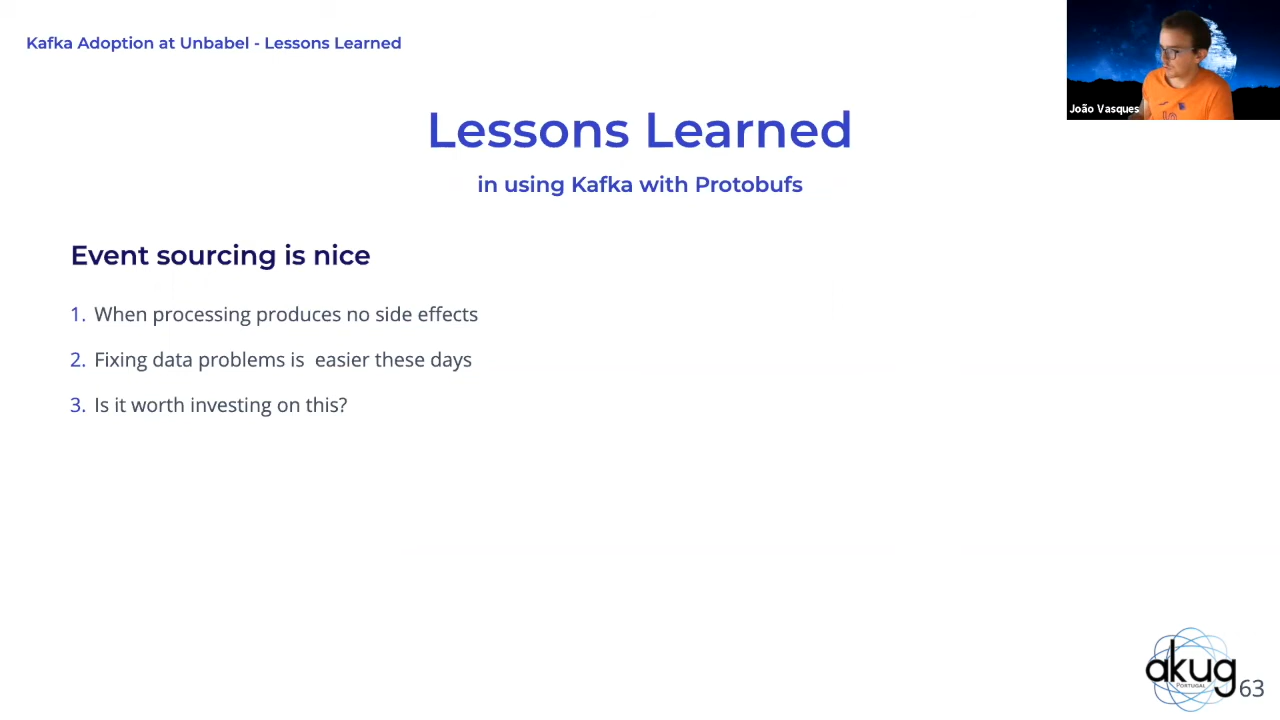 Kafka Adoption at Unbabel - Lessons Learned
João Vasques
Lessons Learned
in using Kafka with Protobufs
Event sourcing is nice
1. When processing produces no side effects
2. Fixing data problems is  easier these days
3. Is it worth investing on this?
akug
PORTUGAL
63